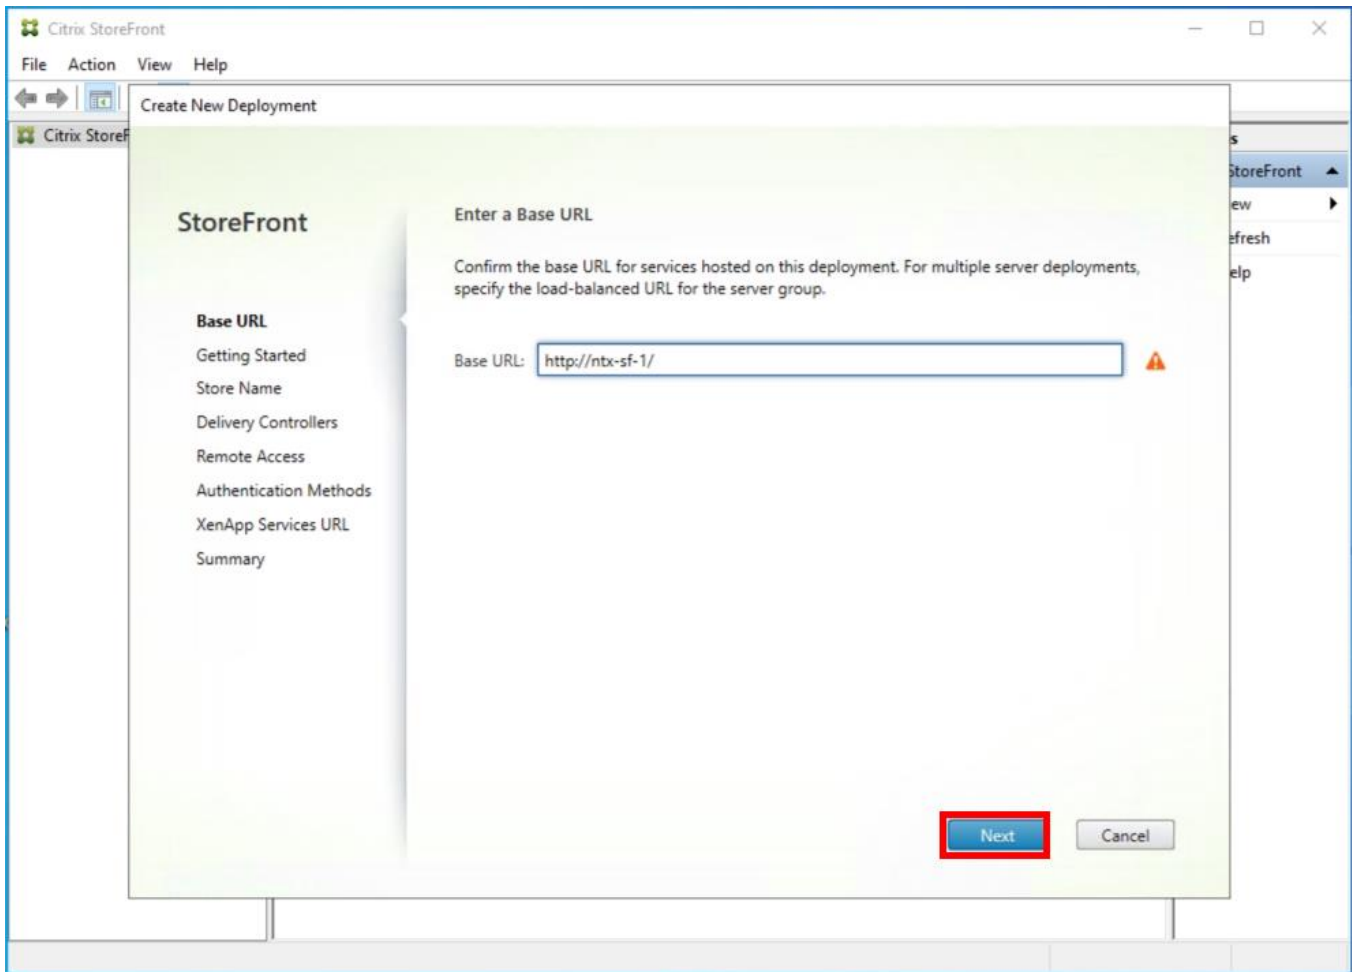 Citrix StoreFront
File Action View Help
Create New Deployment
Citrix StoreF
s
StoreFront
ew
efresh
elp
StoreFront
Base URL
Getting Started
Store Name
Delivery Controllers
Remote Access
Authentication Methods
XenApp Services URL
Summary
Enter a Base URL
Confirm the base URL for services hosted on this deployment. For multiple server deployments,
specify the load-balanced URL for the server group.
Base URL: http://ntx-sf-1/
Next Cancel